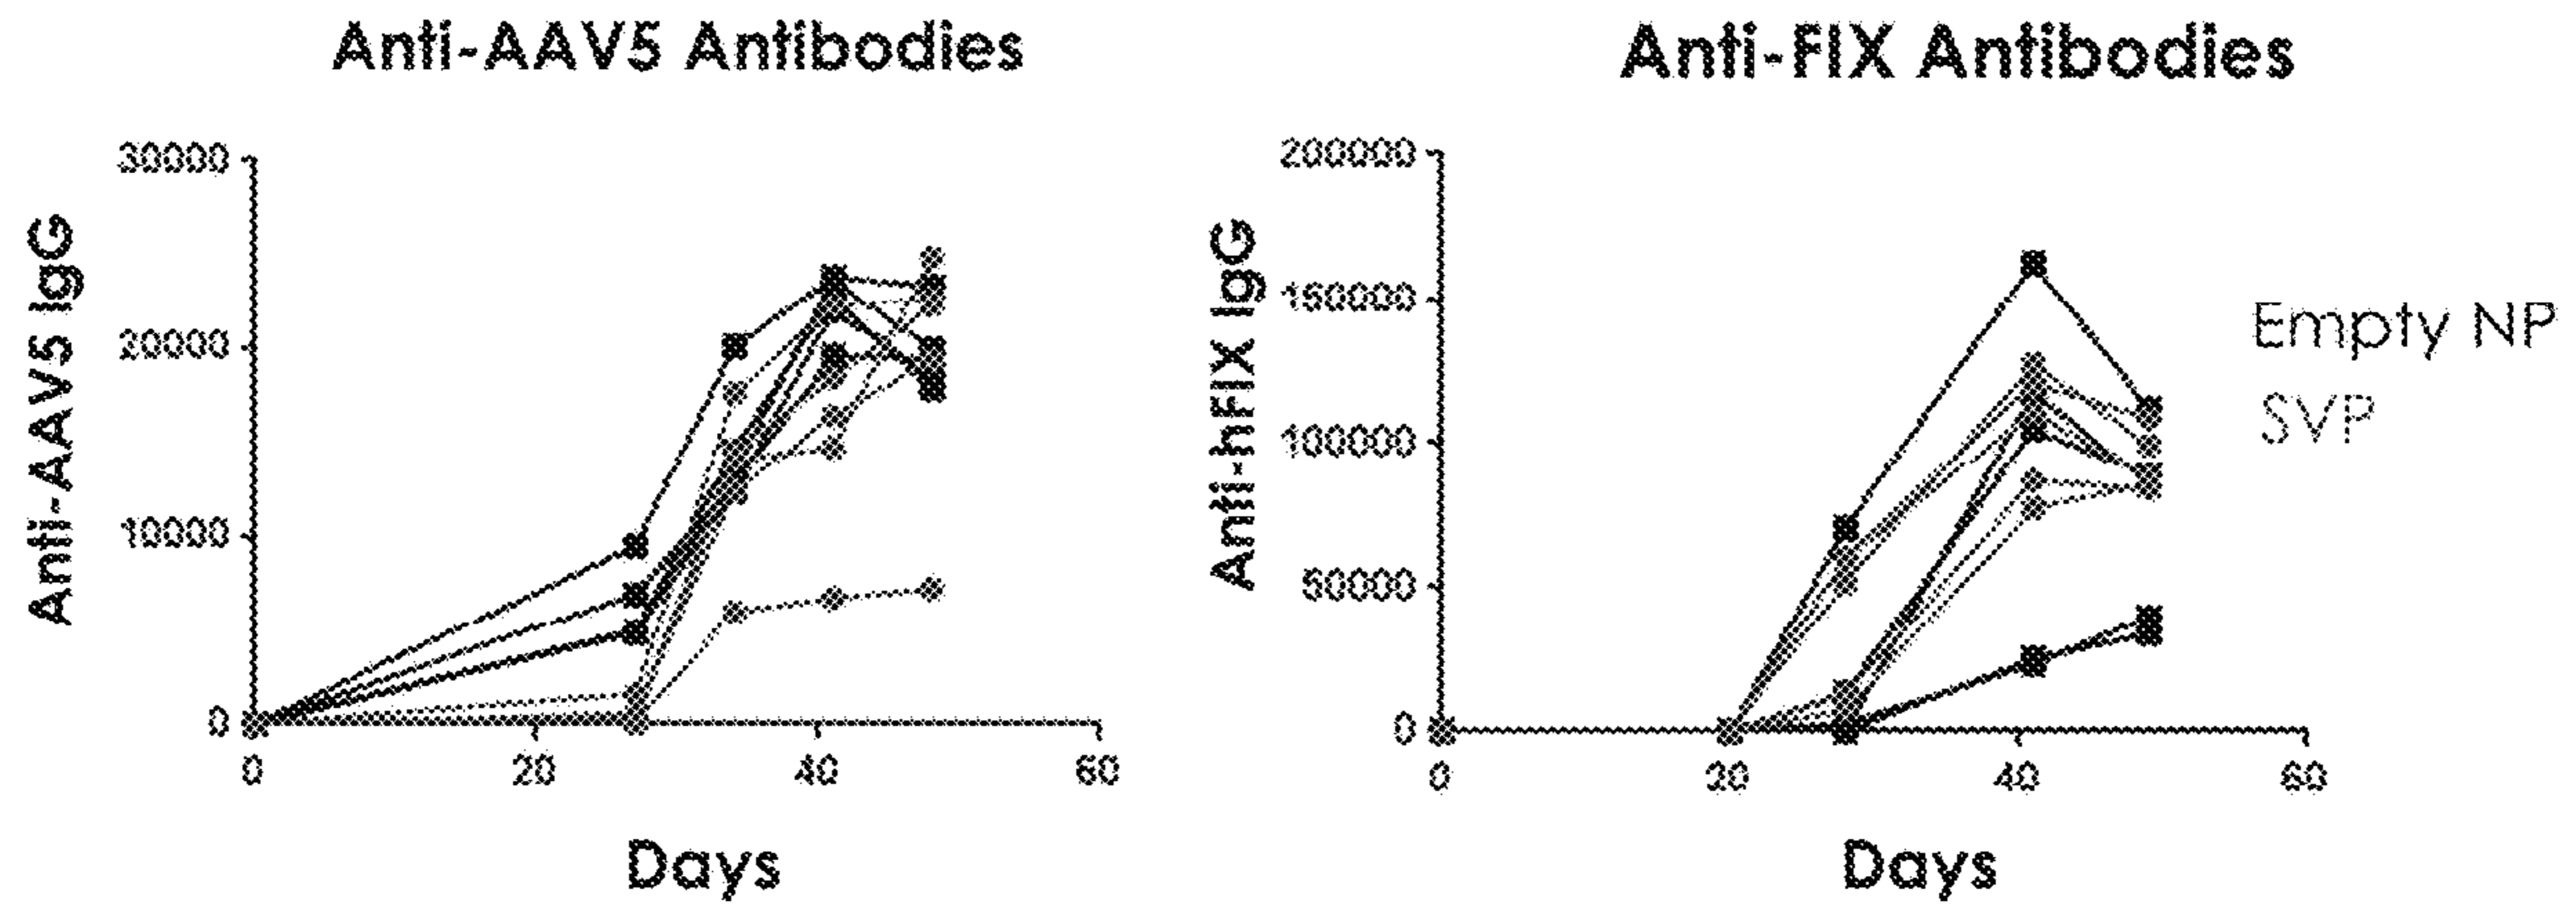 Anti-AAV5 Antibodies
Anti-AAV5 IgG
30000
20000
10000
0
0 20 40 60
Days
Anti-FIX Antibodies
Anti-hFIX IgG
200000
150000
100000
50000
0
0 20 40 60
Days
Empty NP
SVP